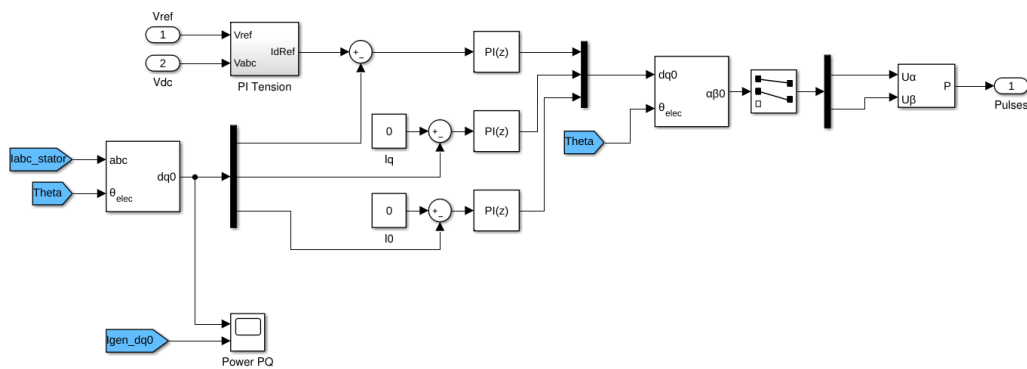 Vref
1
2
Vdc
Vref
Vabc
IdRef
PI Tension
+
−
PI(z)
0
Iq
+
−
PI(z)
0
I0
+
−
PI(z)
Iabc_stator
Theta
abc
θelec
dq0
Igen_dq0
Power PQ
Theta
dq0
θelec
αβ0
Uα
Uβ
P
1
Pulses